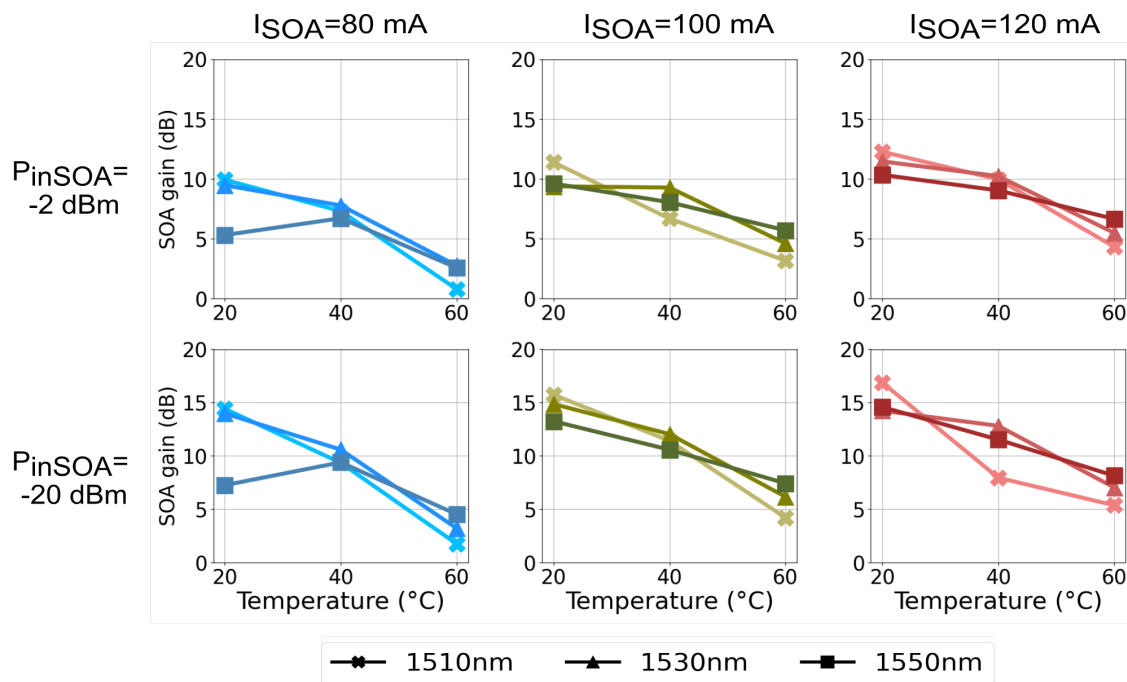 ISOA=80 mA
ISOA=100 mA
ISOA=120 mA
PinSOA=
-2 dBm
SOA gain (dB)
20
15
10
5
0
20 40 60
20
15
10
5
0
20 40 60
20
15
10
5
0
20 40 60
PinSOA=
-20 dBm
SOA gain (dB)
20
15
10
5
0
20 40 60
Temperature (°C)
20
15
10
5
0
20 40 60
Temperature (°C)
20
15
10
5
0
20 40 60
Temperature (°C)
1510nm 1530nm 1550nm